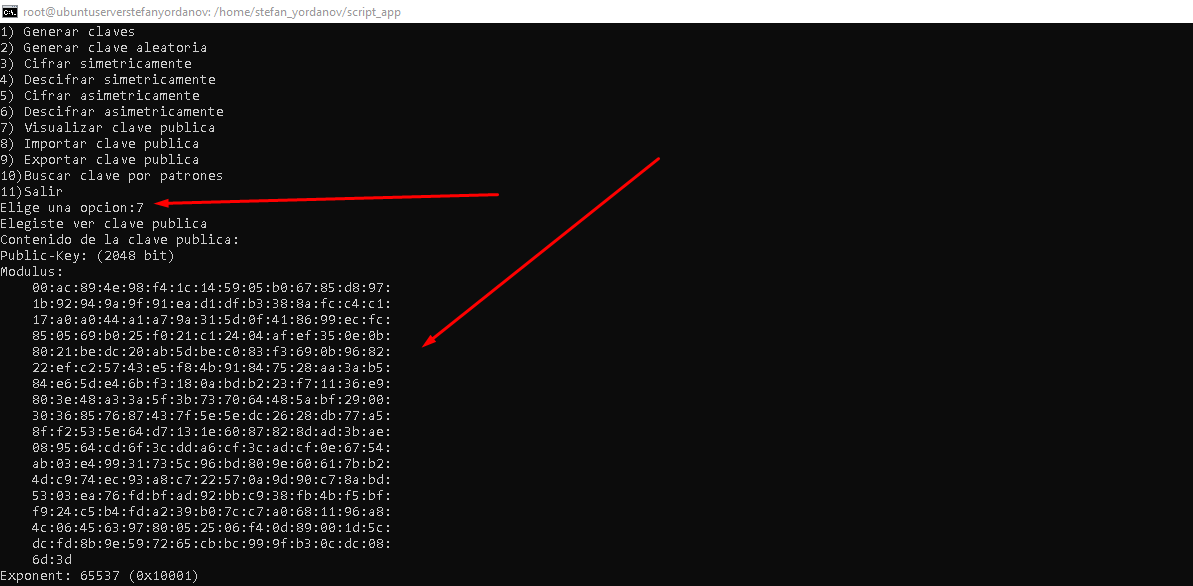 root@ubuntuserverstefanyordanov: /home/stefan_yordanov/script_app
1) Generar claves
2) Generar clave aleatoria
3) Cifrar simetricamente
4) Descifrar simetricamente
5) Cifrar asimetricamente
6) Descifrar asimetricamente
7) Visualizar clave publica
8) Importar clave publica
9) Exportar clave publica
10)Buscar clave por patrones
11)Salir
Elige una opcion:7
Elegiste ver clave publica
Contenido de la clave publica:
Public-Key: (2048 bit)
Modulus:
00:ac:89:4e:98:f4:1c:14:59:05:b0:67:85:d8:97:
1b:92:94:9a:9f:91:ea:d1:df:b3:38:8a:fc:c4:c1:
17:a0:a0:44:a1:a7:9a:31:5d:0f:41:86:99:ec:fc:
85:05:69:b0:25:f0:21:c1:24:04:af:ef:35:0e:0b:
80:21:be:dc:20:ab:5d:be:c0:83:f3:69:0b:96:82:
22:ef:c2:57:43:e5:f8:4b:91:84:75:28:aa:3a:b5:
84:e6:5d:e4:6b:f3:18:0a:bd:b2:23:f7:11:36:e9:
80:3e:48:a3:3a:5f:3b:73:70:64:48:5a:bf:29:00:
30:36:85:76:87:43:7f:5e:5e:dc:26:28:db:77:a5:
8f:f2:53:5e:64:d7:13:1e:60:87:82:8d:ad:3b:ae:
08:95:64:cd:6f:3c:dd:a6:cf:3c:ad:cf:0e:67:54:
ab:03:e4:99:31:73:5c:96:bd:80:9e:60:61:7b:b2:
4d:c9:74:ec:93:a8:c7:22:57:0a:9d:90:c7:8a:bd:
53:03:ea:76:fd:bf:ad:92:bb:c9:38:fb:4b:f5:bf:
f9:24:c5:b4:fd:a2:39:b0:7c:c7:a0:68:11:96:a8:
4c:06:45:63:97:80:05:25:06:f4:0d:89:00:1d:5c:
dc:fd:8b:9e:59:72:65:cb:bc:99:9f:b3:0c:dc:08:
6d:3d
Exponent: 65537 (0x10001)